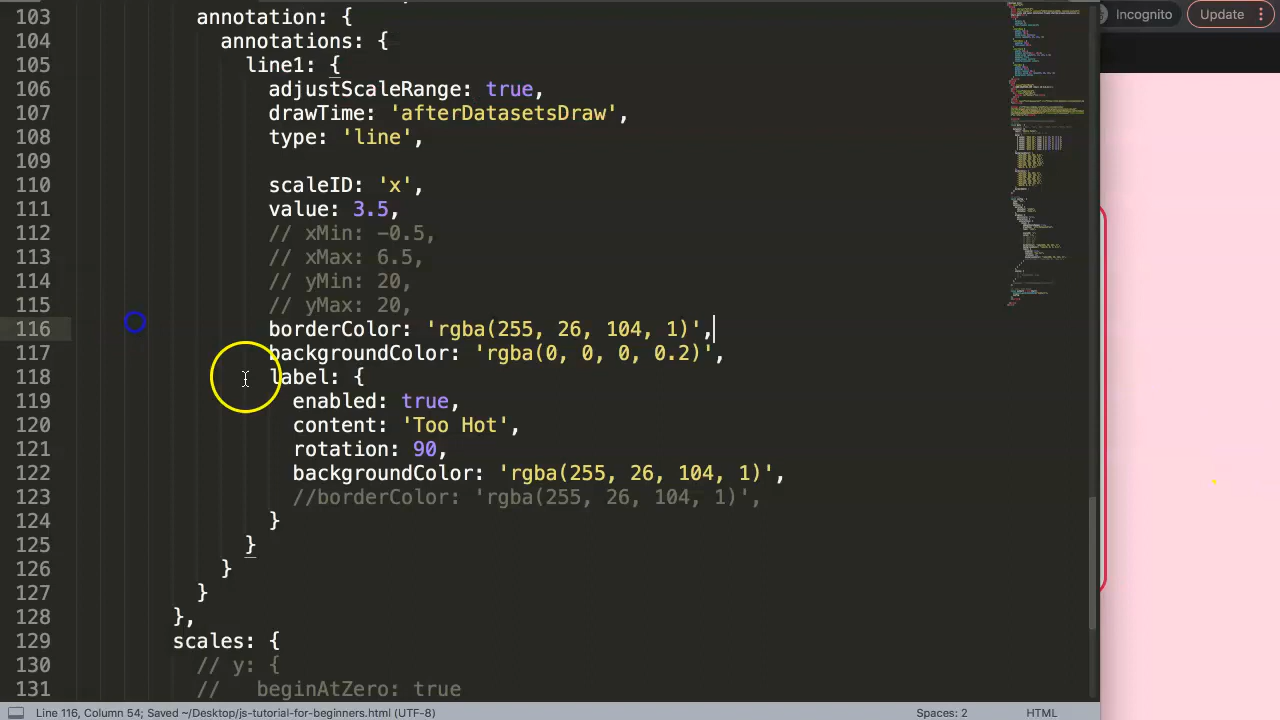 103 annotation: {
Incognito
Update
104 annotations: {
105 line1: {
106 adjustScaleRange: true,
107 drawTime: 'afterDatasetsDraw',
108 type: 'line',
109
110 scaleID: 'x',
111 value: 3.5,
112 // xMin: -0.5,
113 // xMax: 6.5,
114 // yMin: 20,
115 // yMax: 20,
116 borderColor: 'rgba(255, 26, 104, 1)',
117 backgroundColor: 'rgba(0, 0, 0, 0.2)',
118 label: {
119 enabled: true,
120 content: 'Too Hot',
121 rotation: 90,
122 backgroundColor: 'rgba(255, 26, 104, 1)',
123 //borderColor: 'rgba(255, 26, 104, 1)',
124 }
125 }
126 }
127 }
128 },
129 scales: {
130 // y: {
131 // beginAtZero: true
Line 116, Column 54; Saved ~/Desktop/js-tutorial-for-beginners.html (UTF-8)
Spaces: 2
HTML